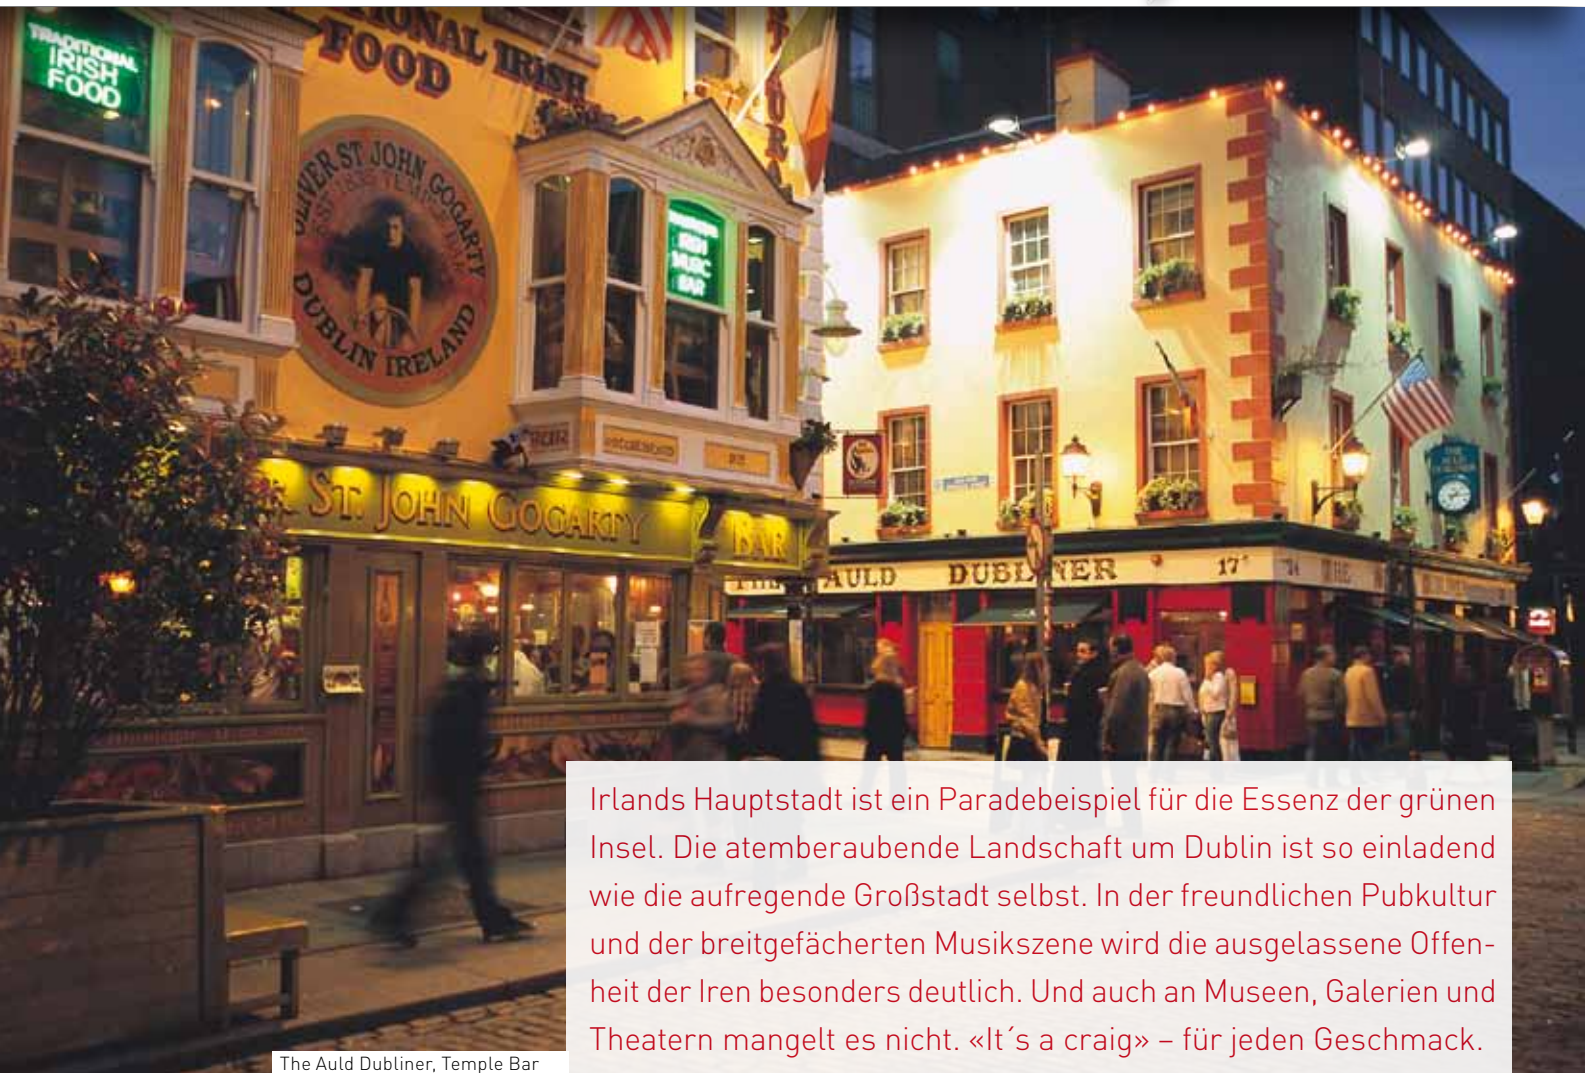 TRADITIONAL
IRISH
FOOD
IRISH
FOOD
ST JOHN GOGARTY
DUBLIN IRELAND
IRISH
MUSIC
BAR
ST. JOHN GOGARTY BAR
AULD DUBLINER
Irlands Hauptstadt ist ein Paradebeispiel für die Essenz der grünen
Insel. Die atemberaubende Landschaft um Dublin ist so einladend
wie die aufregende Großstadt selbst. In der freundlichen Pubkultur
und der breitgefächerten Musikszene wird die ausgelassene Offen-
heit der Iren besonders deutlich. Und auch an Museen, Galerien und
Theatern mangelt es nicht. «It´s a craig» – für jeden Geschmack.
The Auld Dubliner, Temple Bar